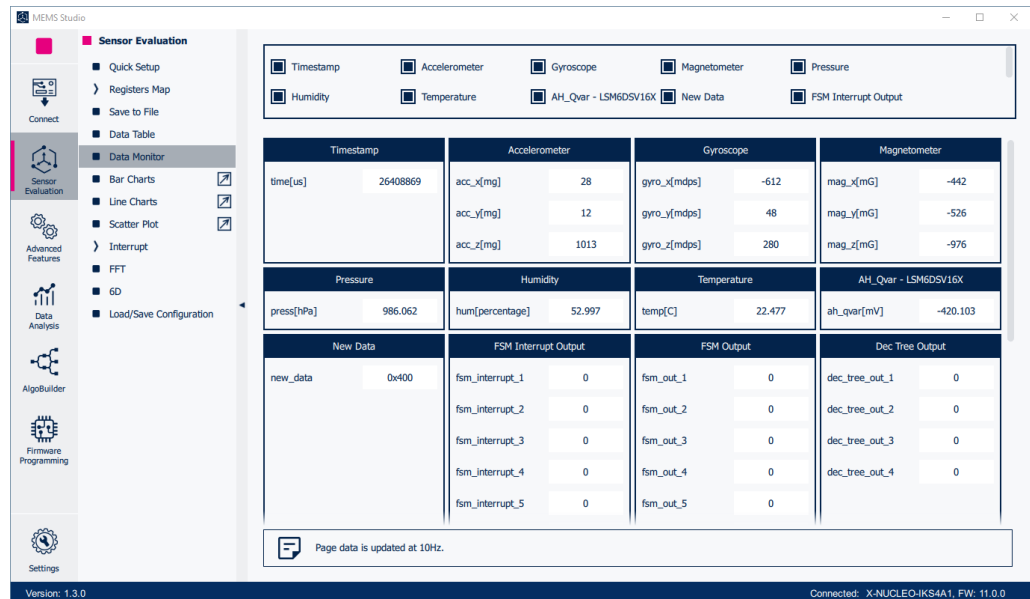 MEMS Studio
Connect
Sensor
Evaluation
Advanced
Features
Data
Analysis
AlgoBuilder
Firmware
Programming
Settings
Sensor Evaluation
Quick Setup
Registers Map
Save to File
Data Table
Data Monitor
Bar Charts
Line Charts
Scatter Plot
Interrupt
FFT
6D
Load/Save Configuration
Timestamp Accelerometer Gyroscope Magnetometer Pressure
Humidity Temperature AH_Qvar - LSM6DSV16X New Data FSM Interrupt Output
Timestamp Accelerometer Gyroscope Magnetometer
time[us] 26408869 acc_x[mg] 28 gyro_x[mdps] -612 mag_x[mG] -442
acc_y[mg] 12 gyro_y[mdps] 48 mag_y[mG] -526
acc_z[mg] 1013 gyro_z[mdps] 280 mag_z[mG] -976
Pressure Humidity Temperature AH_Qvar - LSM6DSV16X
press[hPa] 986.062 hum[percentage] 52.997 temp[C] 22.477 ah_qvar[mV] -420.103
New Data FSM Interrupt Output FSM Output Dec Tree Output
new_data 0x400 fsm_interrupt_1 0 fsm_out_1 0 dec_tree_out_1 0
fsm_interrupt_2 0 fsm_out_2 0 dec_tree_out_2 0
fsm_interrupt_3 0 fsm_out_3 0 dec_tree_out_3 0
fsm_interrupt_4 0 fsm_out_4 0 dec_tree_out_4 0
fsm_interrupt_5 0 fsm_out_5 0
Page data is updated at 10Hz.
Version: 1.3.0 Connected: X-NUCLEO-IKS4A1, FW: 11.0.0